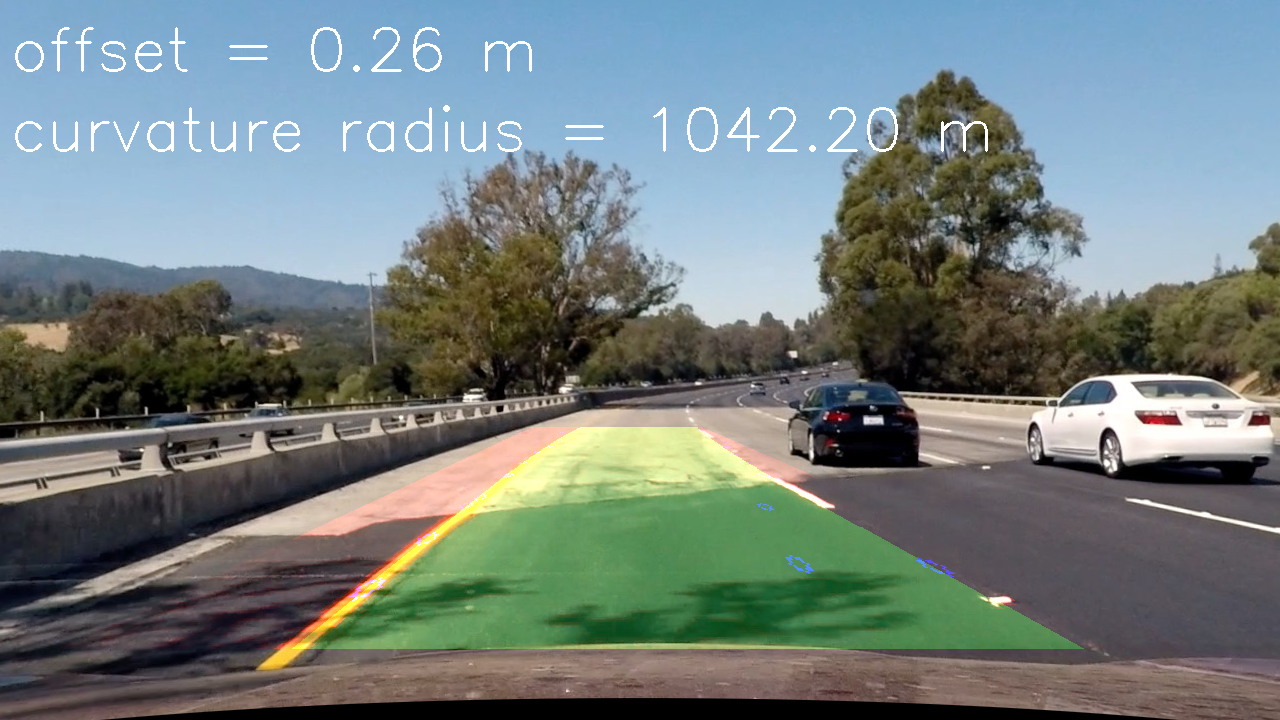 offset = 0.26 m
curvature radius = 1042.20 m